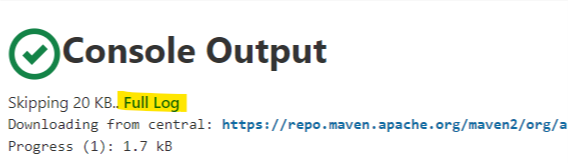 Console Output
Skipping 20 KB.. Full Log
Downloading from central: https://repo.maven.apache.org/maven2/org/a
Progress (1): 1.7 kB